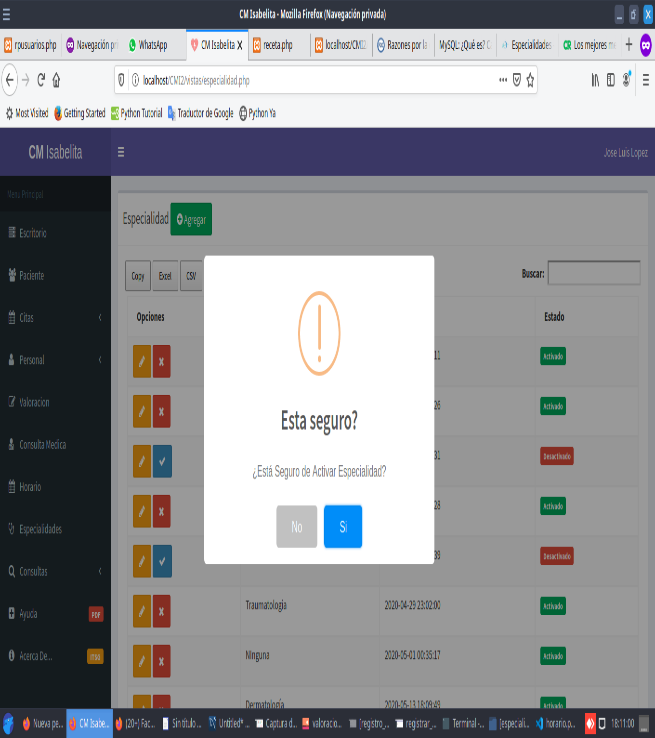 CM Isabelita - Mozilla Firefox (Navegación privada)
rpusuarios.php
Navegación pr
WhatsApp
CM Isabelita
receta.php
localhost/CM12
Razones por la
MySQL: ¿Qué es? C
Especialidades
Los mejores m
localhost/CM12/vistas/especialidad.php
Most Visited
Getting Started
Python Tutorial
Traductor de Google
Python Ya
CM Isabelita
Jose Luis Lopez
Menu Principal
Escritorio
Paciente
Citas
Personal
Valoracion
Consulta Medica
Horario
Especialidades
Consultas
Ayuda PDF
Acerca De...
Especialidad Agregar
Copy Excel CSV
Buscar:
Opciones Estado
11 Activado
26 Activado
31 Desactivado
28 Activado
39 Desactivado
Esta seguro?
¿Está Seguro de Activar Especialidad?
No Si
Traumatologia 2020-04-29 23:02:00 Activado
Ninguna 2020-05-01 00:35:17 Activado
Dermatología 2020-05-13 18:09:49 Activado
Nueva pe...
CM Isabe...
(20+) Fac...
Sin título ...
Untitled* ...
Captura d...
valoracio...
[registro_...
registrar_...
Terminal -...
[especiali...
horario.p...
18:11:00